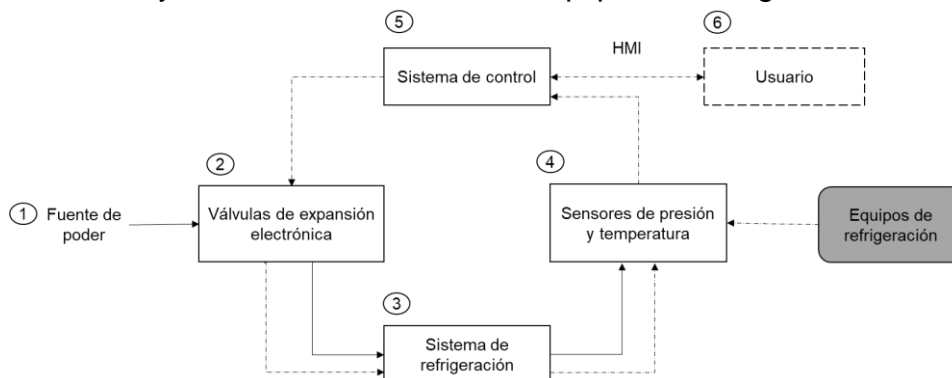 5
6
HMI
Sistema de control
Usuario
2
4
1
Fuente de
poder
Válvulas de expansión
electrónica
Sensores de presión
y temperatura
Equipos de
refrigeración
3
Sistema de
refrigeración